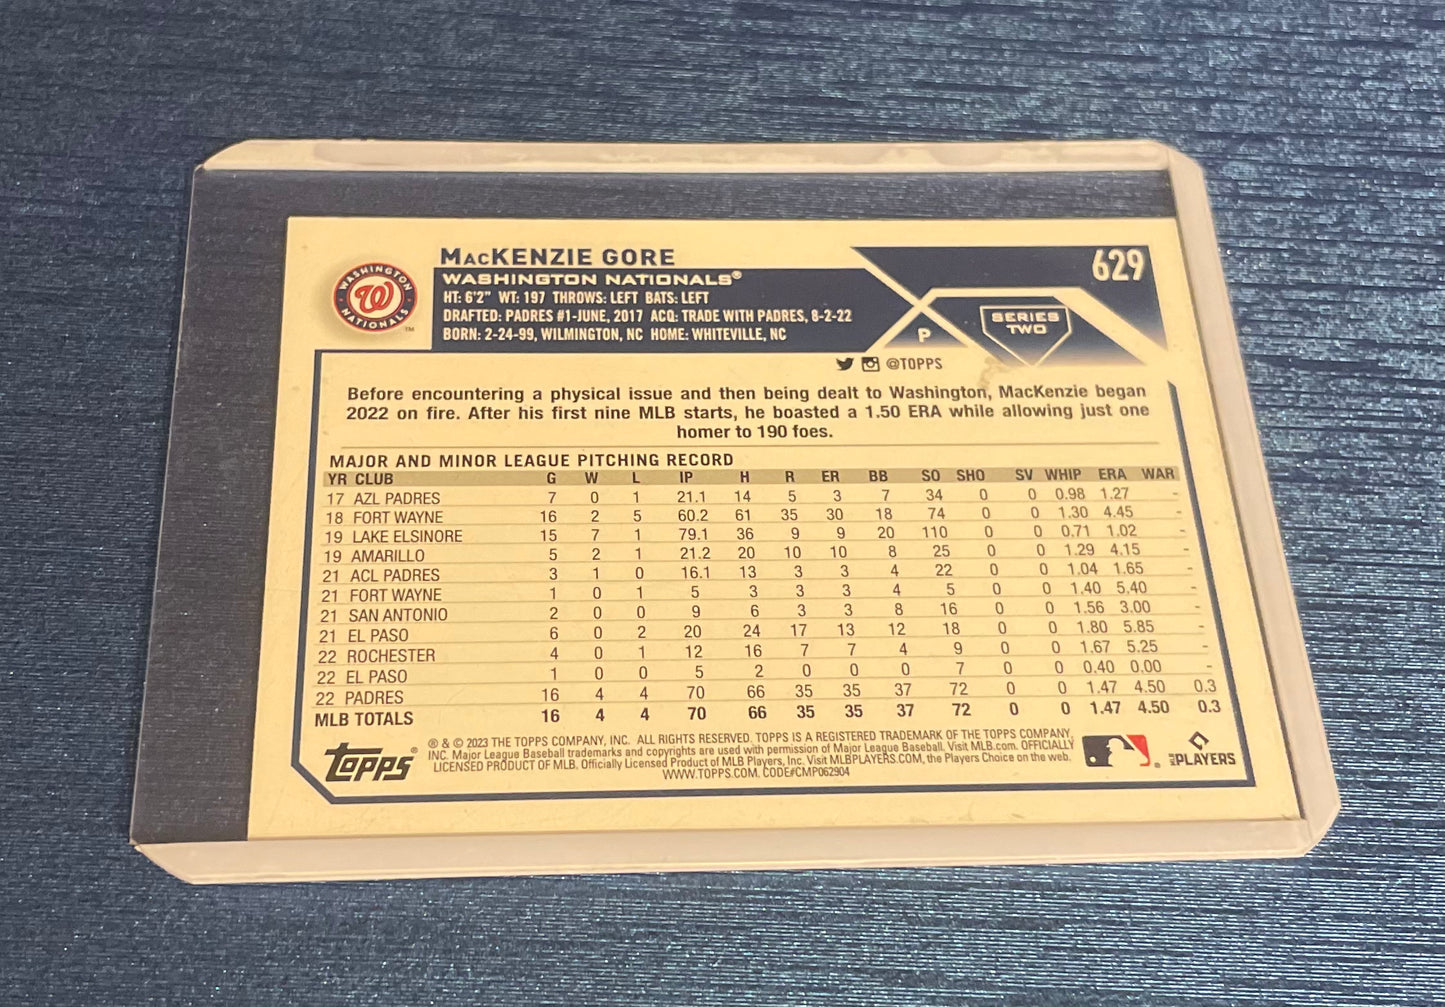 MacKENZIE GORE
629
WASHINGTON NATIONALS®
WASHINGTON
W
NATIONALS
™
HT: 6'2" WT: 197 THROWS: LEFT BATS: LEFT
DRAFTED: PADRES #1-JUNE, 2017 ACQ: TRADE WITH PADRES, 8-2-22
BORN: 2-24-99, WILMINGTON, NC HOME: WHITEVILLE, NC
P
SERIES
TWO
@TOPPS
Before encountering a physical issue and then being dealt to Washington, MacKenzie began
2022 on fire. After his first nine MLB starts, he boasted a 1.50 ERA while allowing just one
homer to 190 foes.
MAJOR AND MINOR LEAGUE PITCHING RECORD
YR CLUB G W L IP H R ER BB SO SHO SV WHIP ERA WAR
17 AZL PADRES 7 0 1 21.1 14 5 3 7 34 0 0 0.98 1.27 -
18 FORT WAYNE 16 2 5 60.2 61 35 30 18 74 0 0 1.30 4.45 -
19 LAKE ELSINORE 15 7 1 79.1 36 9 9 20 110 0 0 0.71 1.02 -
19 AMARILLO 5 2 1 21.2 20 10 10 8 25 0 0 1.29 4.15 -
21 ACL PADRES 3 1 0 16.1 13 3 3 4 22 0 0 1.04 1.65 -
21 FORT WAYNE 1 0 1 5 3 3 3 4 5 0 0 1.40 5.40 -
21 SAN ANTONIO 2 0 0 9 6 3 3 8 16 0 0 1.56 3.00 -
21 EL PASO 6 0 2 20 24 17 13 12 18 0 0 1.80 5.85 -
22 ROCHESTER 4 0 1 12 16 7 7 4 9 0 0 1.67 5.25 -
22 EL PASO 1 0 0 5 2 0 0 0 7 0 0 0.40 0.00 -
22 PADRES 16 4 4 70 66 35 35 37 72 0 0 1.47 4.50 0.3
MLB TOTALS 16 4 4 70 66 35 35 37 72 0 0 1.47 4.50 0.3
TOPPS®
® & © 2023 THE TOPPS COMPANY, INC. ALL RIGHTS RESERVED. TOPPS IS A REGISTERED TRADEMARK OF THE TOPPS COMPANY,
INC. Major League Baseball trademarks and copyrights are used with permission of Major League Baseball. Visit MLB.com. OFFICIALLY
LICENSED PRODUCT OF MLB. Officially Licensed Product of MLB Players, Inc. Visit MLBPLAYERS.COM, the Players Choice on the web.
WWW.TOPPS.COM. CODE#CMP062904
MLB PLAYERS